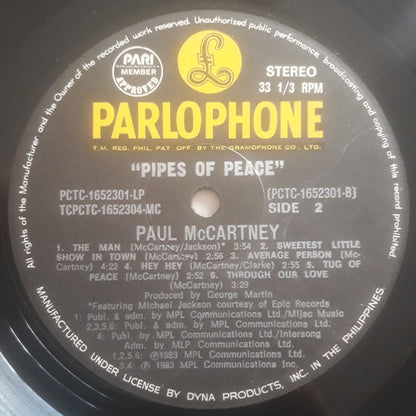 All rights of the Manufacturer and the Owner of the recorded work reserved. Unauthorized public performance, broadcasting and copying of this record prohibited.
PARI
MEMBER
APPROVED
£
STEREO
33 1/3 RPM
PARLOPHONE
T.M. REG. PHIL. PAT. OFF. BY THE GRAMOPHONE CO., LTD.
"PIPES OF PEACE"
PCTC-1652301-LP
(PCTC-1652301-B)
TCPCTC-1652304-MC
SIDE 2
PAUL McCARTNEY
1. THE MAN (McCartney/Jackson)* 3:54 2. SWEETEST LITTLE
SHOW IN TOWN (McCartney) 2:52 3. AVERAGE PERSON (Mc-
Cartney) 4:22 4. HEY HEY (McCartney/Clarke) 2:55 5. TUG OF
PEACE (McCartney) 2:52 6. THROUGH OUR LOVE
(McCartney) 3:29
Produced by George Martin
*Featuring Michael Jackson courtesy of Epic Records
1: Publ. & adm. by MPL Communications Ltd./Mijac Music
2,3,5,6: Publ. & adm. by MPL Communications Ltd.
4: Publ. by MPL Communications Ltd./Intersong
Adm. by MLP Communications Ltd.
1,2,5,6: ℗1983 MPL Communications Ltd.
3,4: ℗ 1983 MPL Communications Inc.
MANUFACTURED UNDER LICENSE BY DYNA PRODUCTS, INC. IN THE PHILIPPINES.